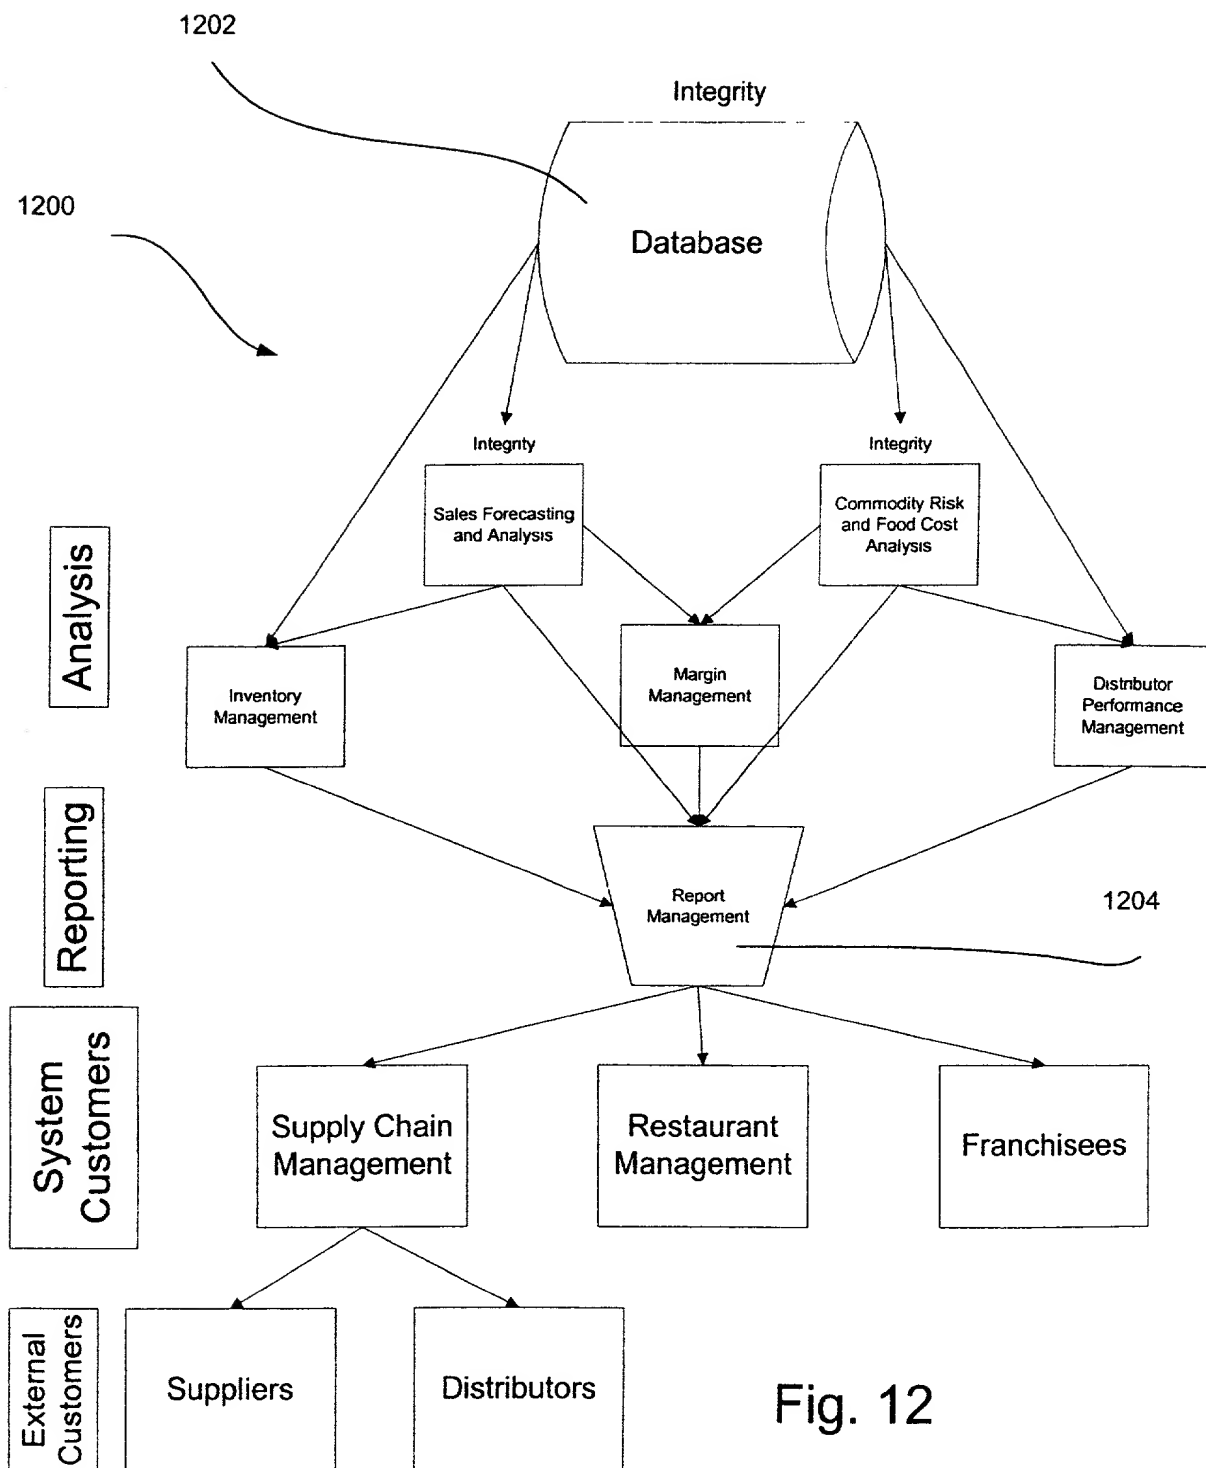 1202
Integrity
1200
Database
Integrity
Integrity
Sales Forecasting
and Analysis
Commodity Risk
and Food Cost
Analysis
Analysis
Inventory
Management
Margin
Management
Distributor
Performance
Management
Reporting
Report
Management
1204
System
Customers
Supply Chain
Management
Restaurant
Management
Franchisees
External
Customers
Suppliers
Distributors
Fig. 12